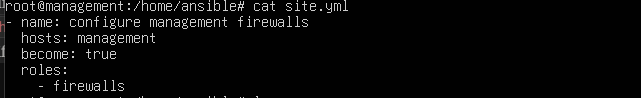 root@management:/home/ansible# cat site.yml
- name: configure management firewalls
  hosts: management
  become: true
  roles:
    - firewalls